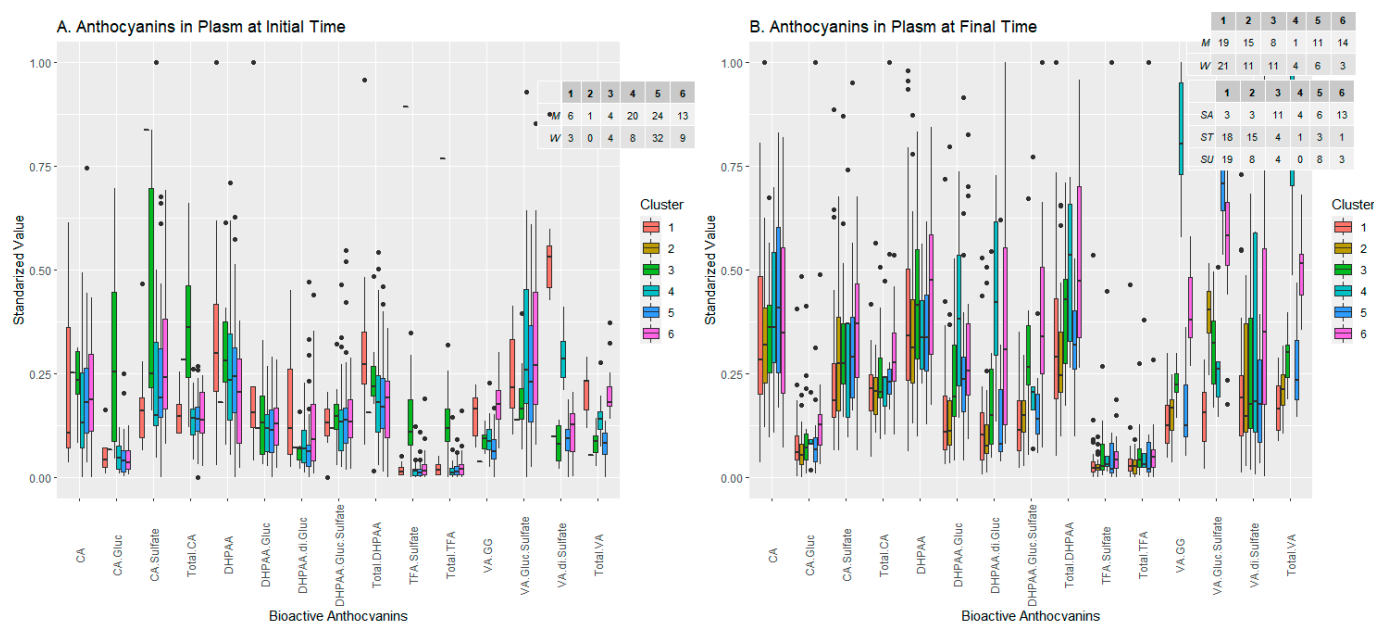 A. Anthocyanins in Plasm at Initial Time
1.00
0.75
0.50
0.25
0.00
Standarized Value
CA
CA.Gluc
CA.Sulfate
Total.CA
DHPAA
DHPAA.Gluc
DHPAA.di.Gluc
DHPAA.Gluc.Sulfate
Total.DHPAA
TFA.Sulfate
Total.TFA
VA.GG
VA.Gluc.Sulfate
VA.di.Sulfate
Total.VA
Bioactive Anthocyanins
1 2 3 4 5 6
M 6 1 4 20 24 13
W 3 0 4 8 32 9
Cluster
1
2
3
4
5
6
B. Anthocyanins in Plasm at Final Time
1.00
0.75
0.50
0.25
0.00
Standarized Value
CA
CA.Gluc
CA.Sulfate
Total.CA
DHPAA
DHPAA.Gluc
DHPAA.di.Gluc
DHPAA.Gluc.Sulfate
Total.DHPAA
TFA.Sulfate
Total.TFA
VA.GG
VA.Gluc.Sulfate
VA.di.Sulfate
Total.VA
Bioactive Anthocyanins
1 2 3 4 5 6
M 19 15 8 1 11 14
W 21 11 11 4 6 3
1 2 3 4 5 6
SA 3 3 11 4 6 13
ST 18 15 4 1 3 1
SU 19 8 4 0 8 3
Cluster
1
2
3
4
5
6